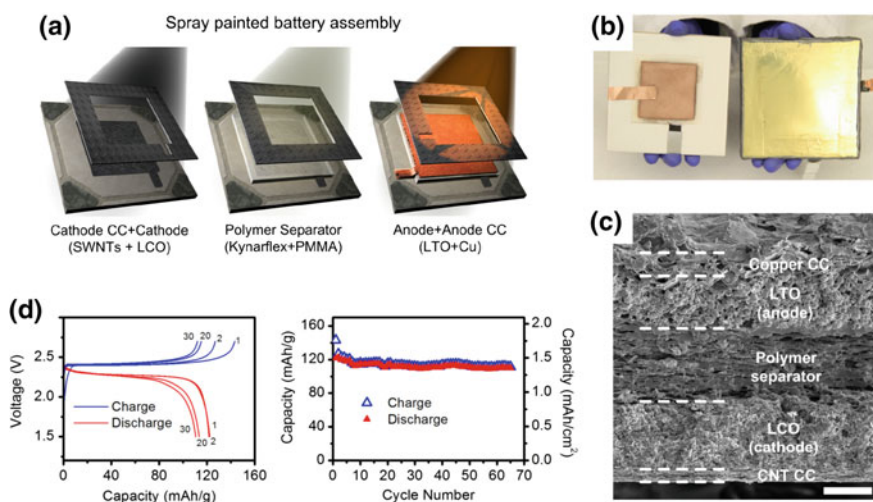 (a)
Spray painted battery assembly
Cathode CC+Cathode
(SWNTs + LCO)
Polymer Separator
(Kynarflex+PMMA)
Anode+Anode CC
(LTO+Cu)
(b)
(c)
Copper CC
LTO
(anode)
Polymer
separator
LCO
(cathode)
CNT CC
(d)
Voltage (V)
2.5
2.0
1.5
30 20 2 1
Charge
Discharge
30 20 2 1
0 40 80 120 160
Capacity (mAh/g)
Capacity (mAh/g)
160
120
80
40
0
Charge
Discharge
0 10 20 30 40 50 60 70
Cycle Number
2.0
1.5
1.0
0.5
0.0
Capacity (mAh/cm²)